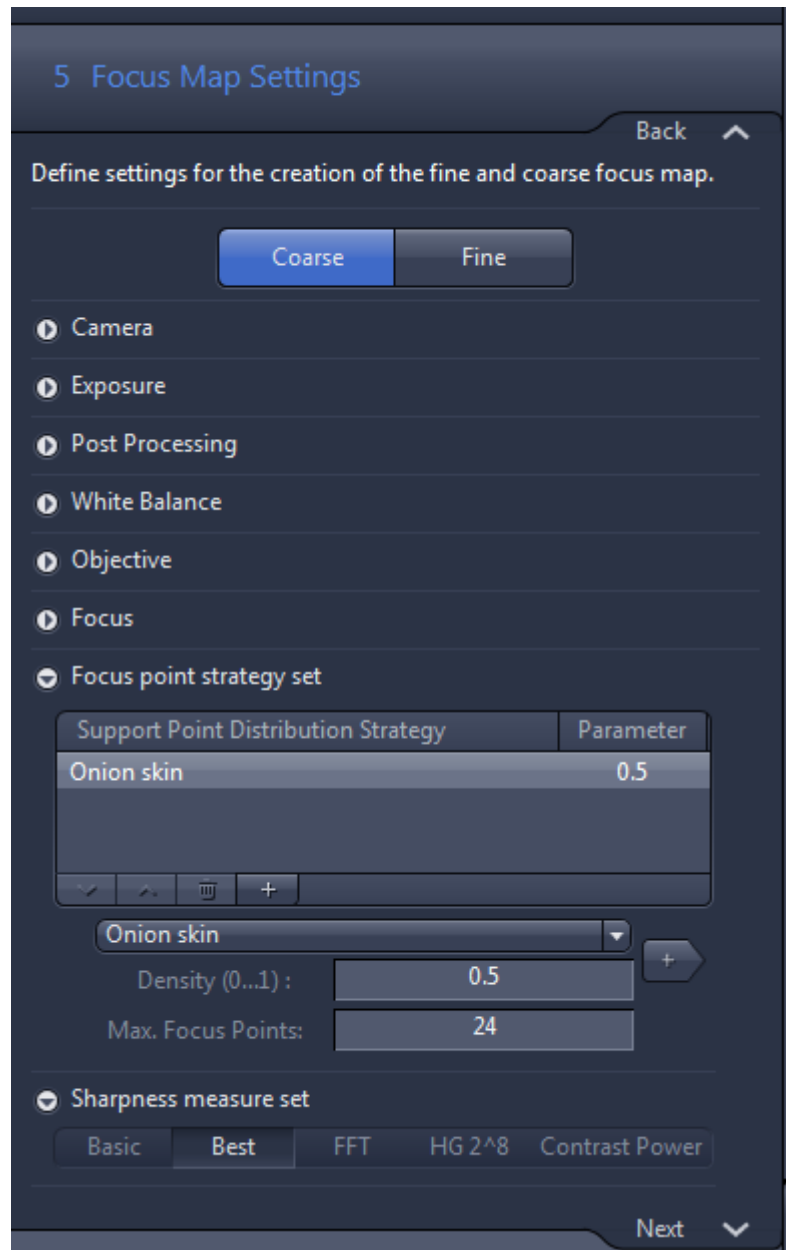 5 Focus Map Settings
Back
Define settings for the creation of the fine and coarse focus map.
Coarse Fine
Camera
Exposure
Post Processing
White Balance
Objective
Focus
Focus point strategy set
Support Point Distribution Strategy Parameter
Onion skin 0.5
+
Onion skin
+
Density (0...1) : 0.5
Max. Focus Points: 24
Sharpness measure set
Basic Best FFT HG 2^8 Contrast Power
Next